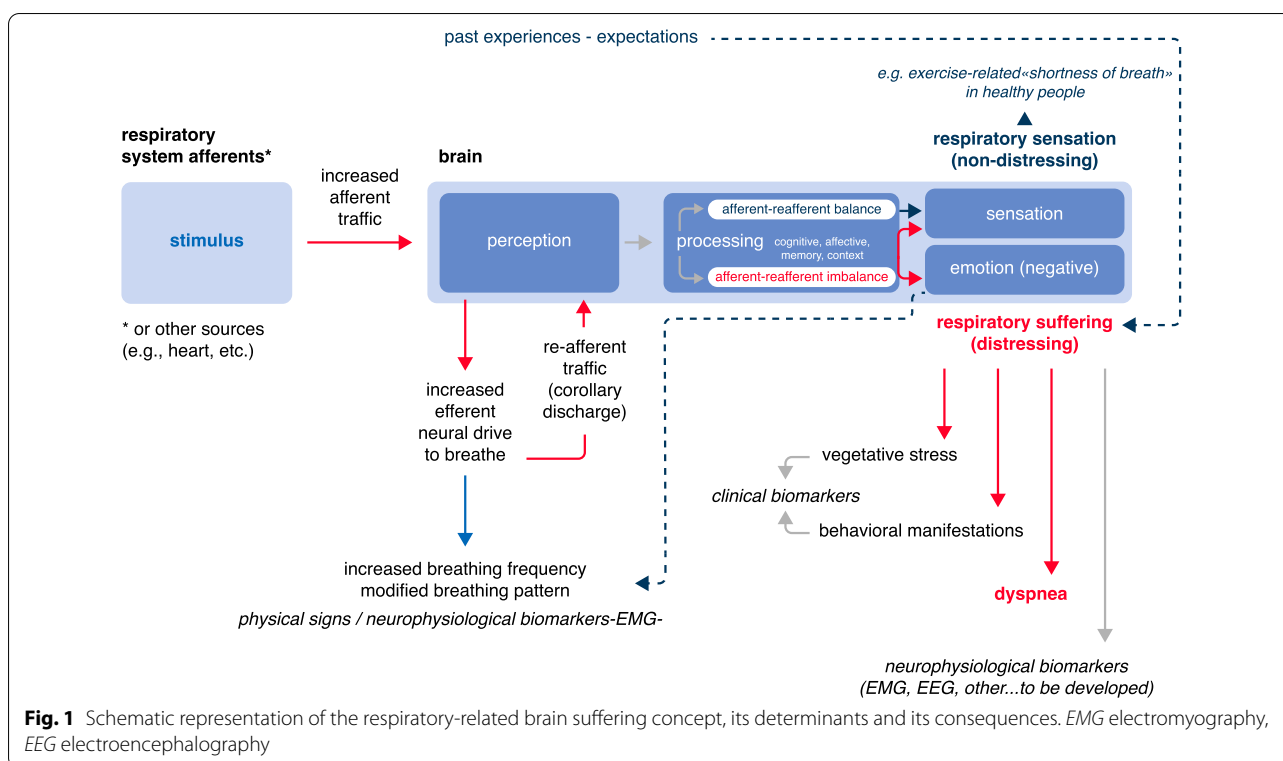 past experiences - expectations
e.g. exercise-related«shortness of breath»
in healthy people
respiratory
system afferents*
brain
respiratory sensation
(non-distressing)
increased
afferent
traffic
stimulus
perception
afferent-reafferent balance
processing
cognitive, affective,
memory, context
afferent-reafferent imbalance
sensation
emotion (negative)
* or other sources
(e.g., heart, etc.)
respiratory suffering
(distressing)
re-afferent
traffic
(corollary
discharge)
increased
efferent
neural drive
to breathe
vegetative stress
clinical biomarkers
behavioral manifestations
increased breathing frequency
modified breathing pattern
physical signs / neurophysiological biomarkers-EMG-
dyspnea
neurophysiological biomarkers
(EMG, EEG, other...to be developed)
Fig. 1 Schematic representation of the respiratory-related brain suffering concept, its determinants and its consequences. EMG electromyography,
EEG electroencephalography